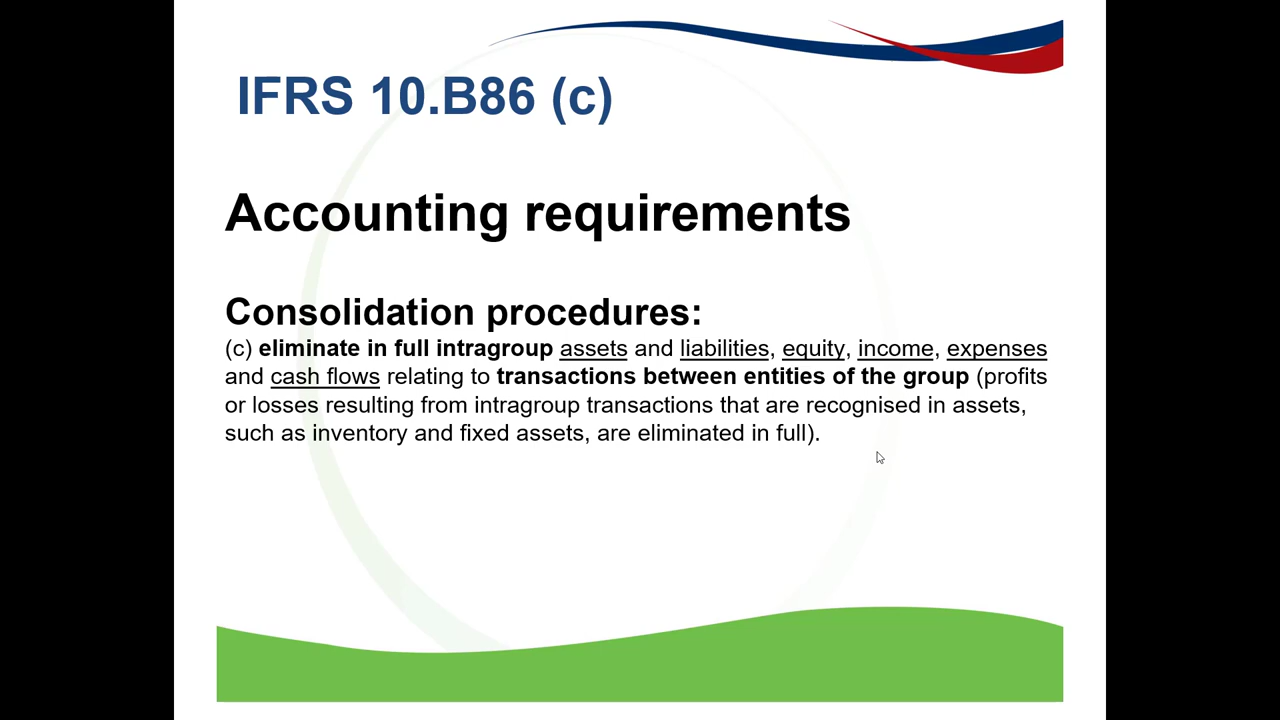 IFRS 10.B86 (c)
Accounting requirements
Consolidation procedures:
(c) eliminate in full intragroup assets and liabilities, equity, income, expenses
and cash flows relating to transactions between entities of the group (profits
or losses resulting from intragroup transactions that are recognised in assets,
such as inventory and fixed assets, are eliminated in full).